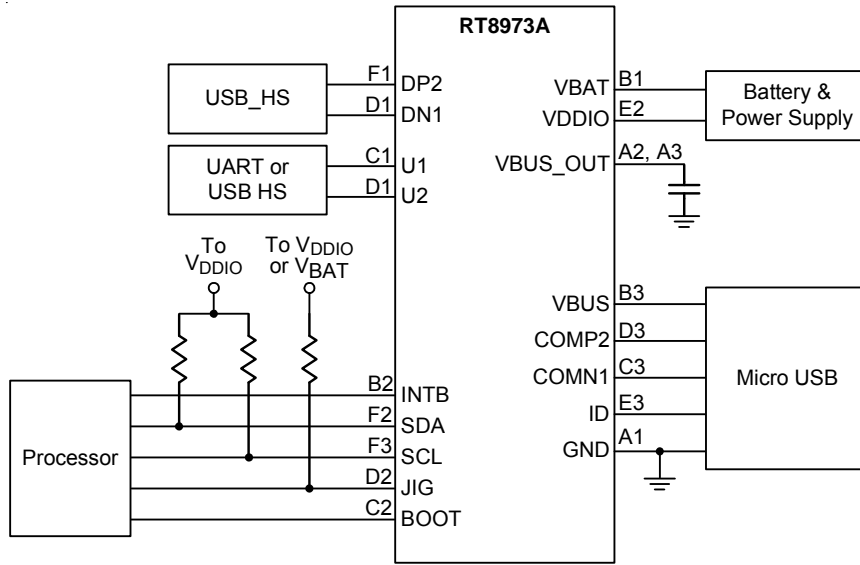 RT8973A
USB_HS
F1 DP2
D1 DN1
UART or
USB HS
C1 U1
D1 U2
To
VDDIO
To VDDIO
or VBAT
Processor
B2 INTB
F2 SDA
F3 SCL
D2 JIG
C2 BOOT
VBAT B1
VDDIO E2
VBUS_OUT A2, A3
Battery &
Power Supply
VBUS B3
COMP2 D3
COMN1 C3
ID E3
GND A1
Micro USB